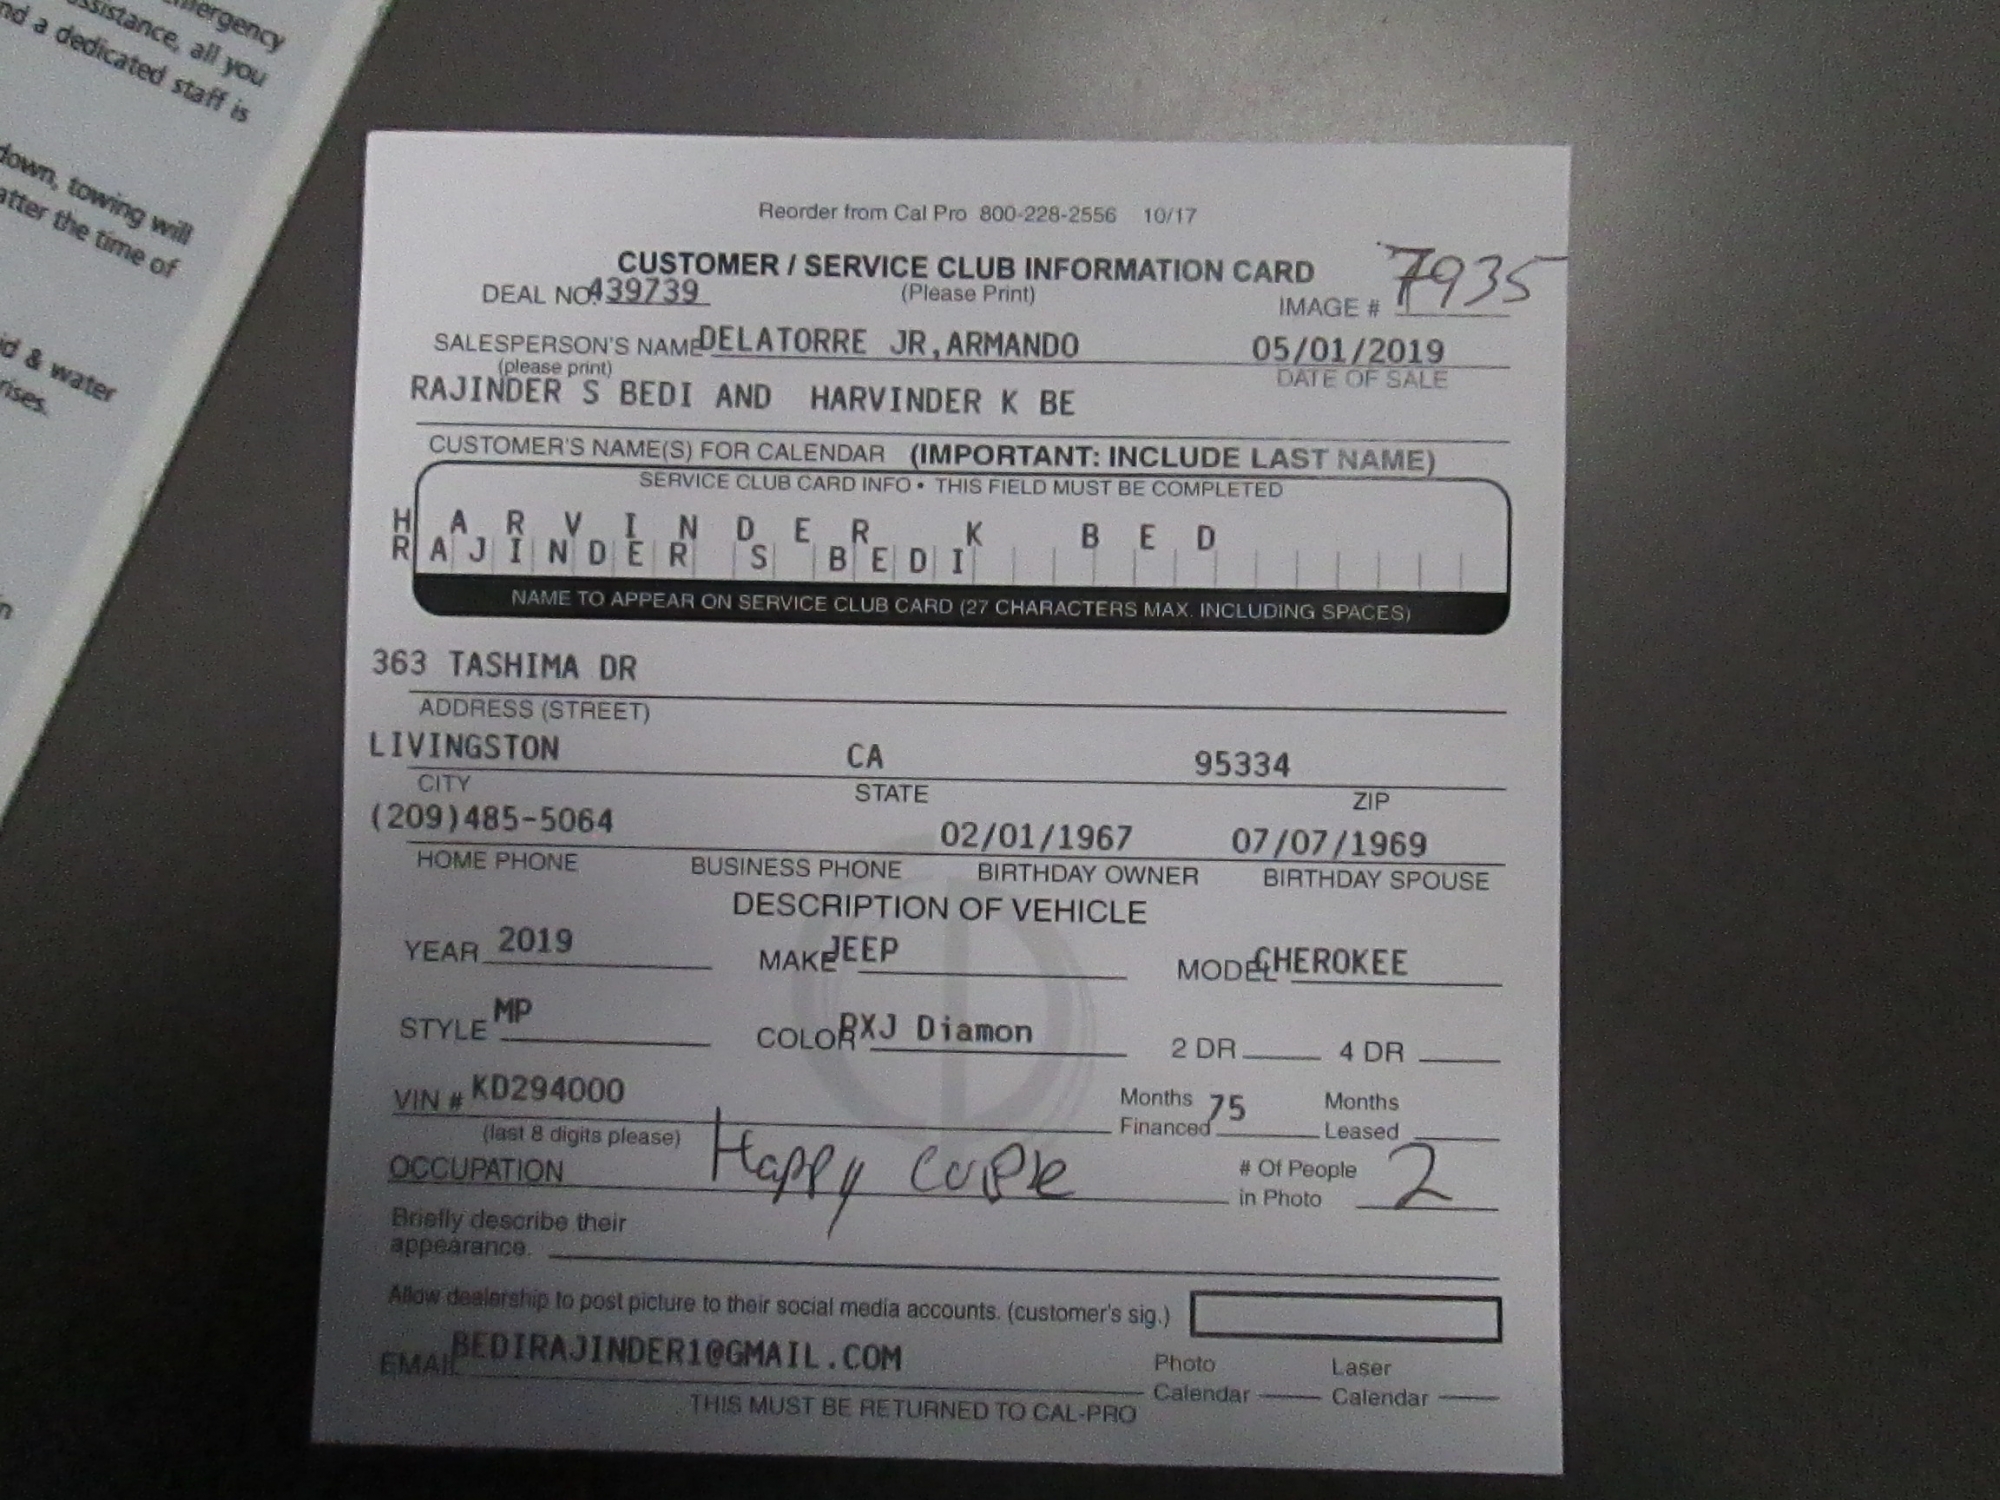 mergency
ssistance, all you
nd a dedicated staff is
down, towing will
atter the time of
id & water
rises.
n
Reorder from Cal Pro 800-228-2556 10/17
CUSTOMER / SERVICE CLUB INFORMATION CARD
(Please Print)
DEAL NO. 439739
IMAGE # 7935
SALESPERSON'S NAME DELATORRE JR,ARMANDO 05/01/2019
(please print) DATE OF SALE
RAJINDER S BEDI AND HARVINDER K BE
CUSTOMER'S NAME(S) FOR CALENDAR (IMPORTANT: INCLUDE LAST NAME)
SERVICE CLUB CARD INFO • THIS FIELD MUST BE COMPLETED
H A R V I N D E R K B E D
R A J I N D E R S B E D I
NAME TO APPEAR ON SERVICE CLUB CARD (27 CHARACTERS MAX. INCLUDING SPACES)
363 TASHIMA DR
ADDRESS (STREET)
LIVINGSTON CA 95334
CITY STATE ZIP
(209)485-5064 02/01/1967 07/07/1969
HOME PHONE BUSINESS PHONE BIRTHDAY OWNER BIRTHDAY SPOUSE
DESCRIPTION OF VEHICLE
YEAR 2019 MAKE JEEP MODEL CHEROKEE
STYLE MP COLOR PXJ Diamon 2 DR 4 DR
VIN # KD294000 Months Financed 75 Months Leased
(last 8 digits please)
OCCUPATION Happy cuple # Of People in Photo 2
Briefly describe their
appearance.
Allow dealership to post picture to their social media accounts. (customer's sig.)
EMAIL BEDIRAJINDER1@GMAIL.COM Photo Calendar Laser Calendar
THIS MUST BE RETURNED TO CAL-PRO